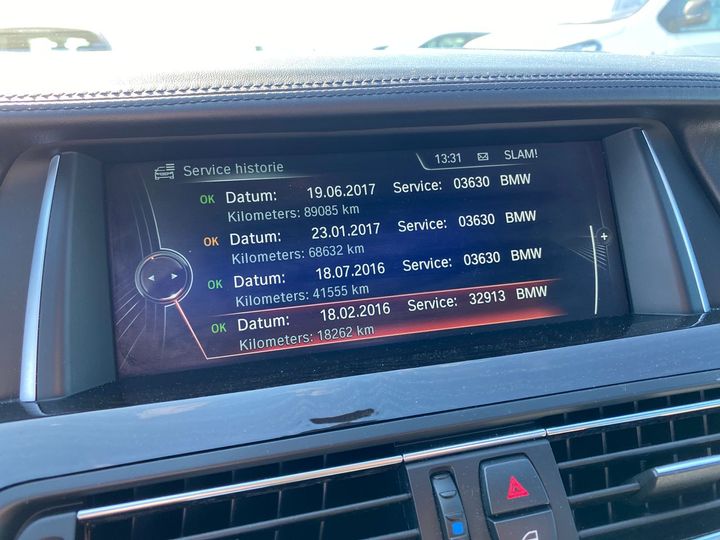 Service historie
13:31 SLAM!
OK Datum: 19.06.2017 Service: 03630 BMW
Kilometers: 89085 km
OK Datum: 23.01.2017 Service: 03630 BMW
Kilometers: 68632 km
OK Datum: 18.07.2016 Service: 03630 BMW
Kilometers: 41555 km
OK Datum: 18.02.2016 Service: 32913 BMW
Kilometers: 18262 km
+